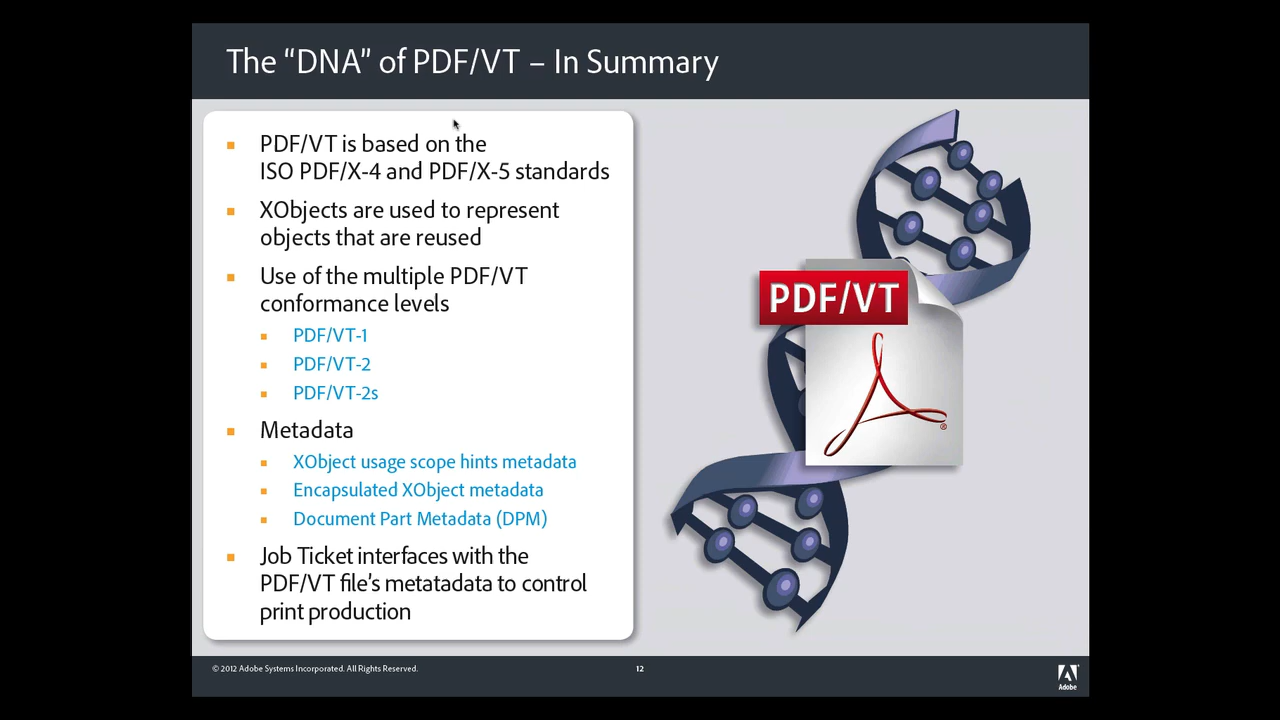 The “DNA” of PDF/VT – In Summary
PDF/VT is based on the
ISO PDF/X-4 and PDF/X-5 standards
XObjects are used to represent
objects that are reused
Use of the multiple PDF/VT
conformance levels
PDF/VT-1
PDF/VT-2
PDF/VT-2s
Metadata
XObject usage scope hints metadata
Encapsulated XObject metadata
Document Part Metadata (DPM)
Job Ticket interfaces with the
PDF/VT file's metatadata to control
print production
PDF/VT
®
© 2012 Adobe Systems Incorporated. All Rights Reserved.
12
Adobe